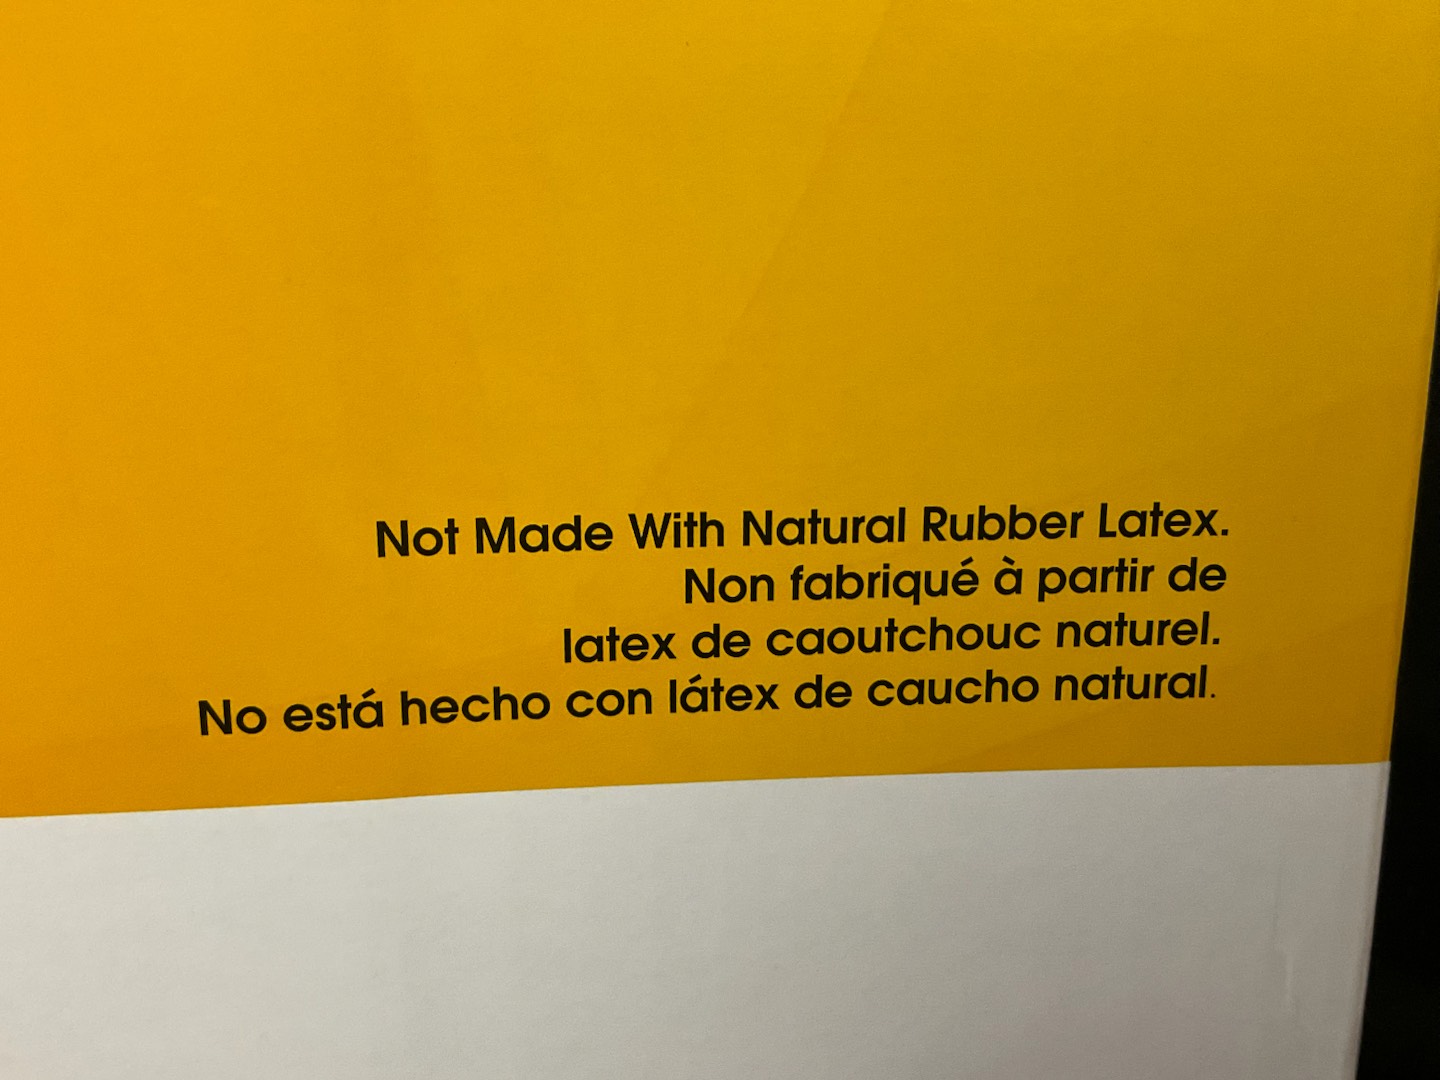 Not Made With Natural Rubber Latex.
Non fabriqué à partir de
latex de caoutchouc naturel.
No está hecho con látex de caucho natural.